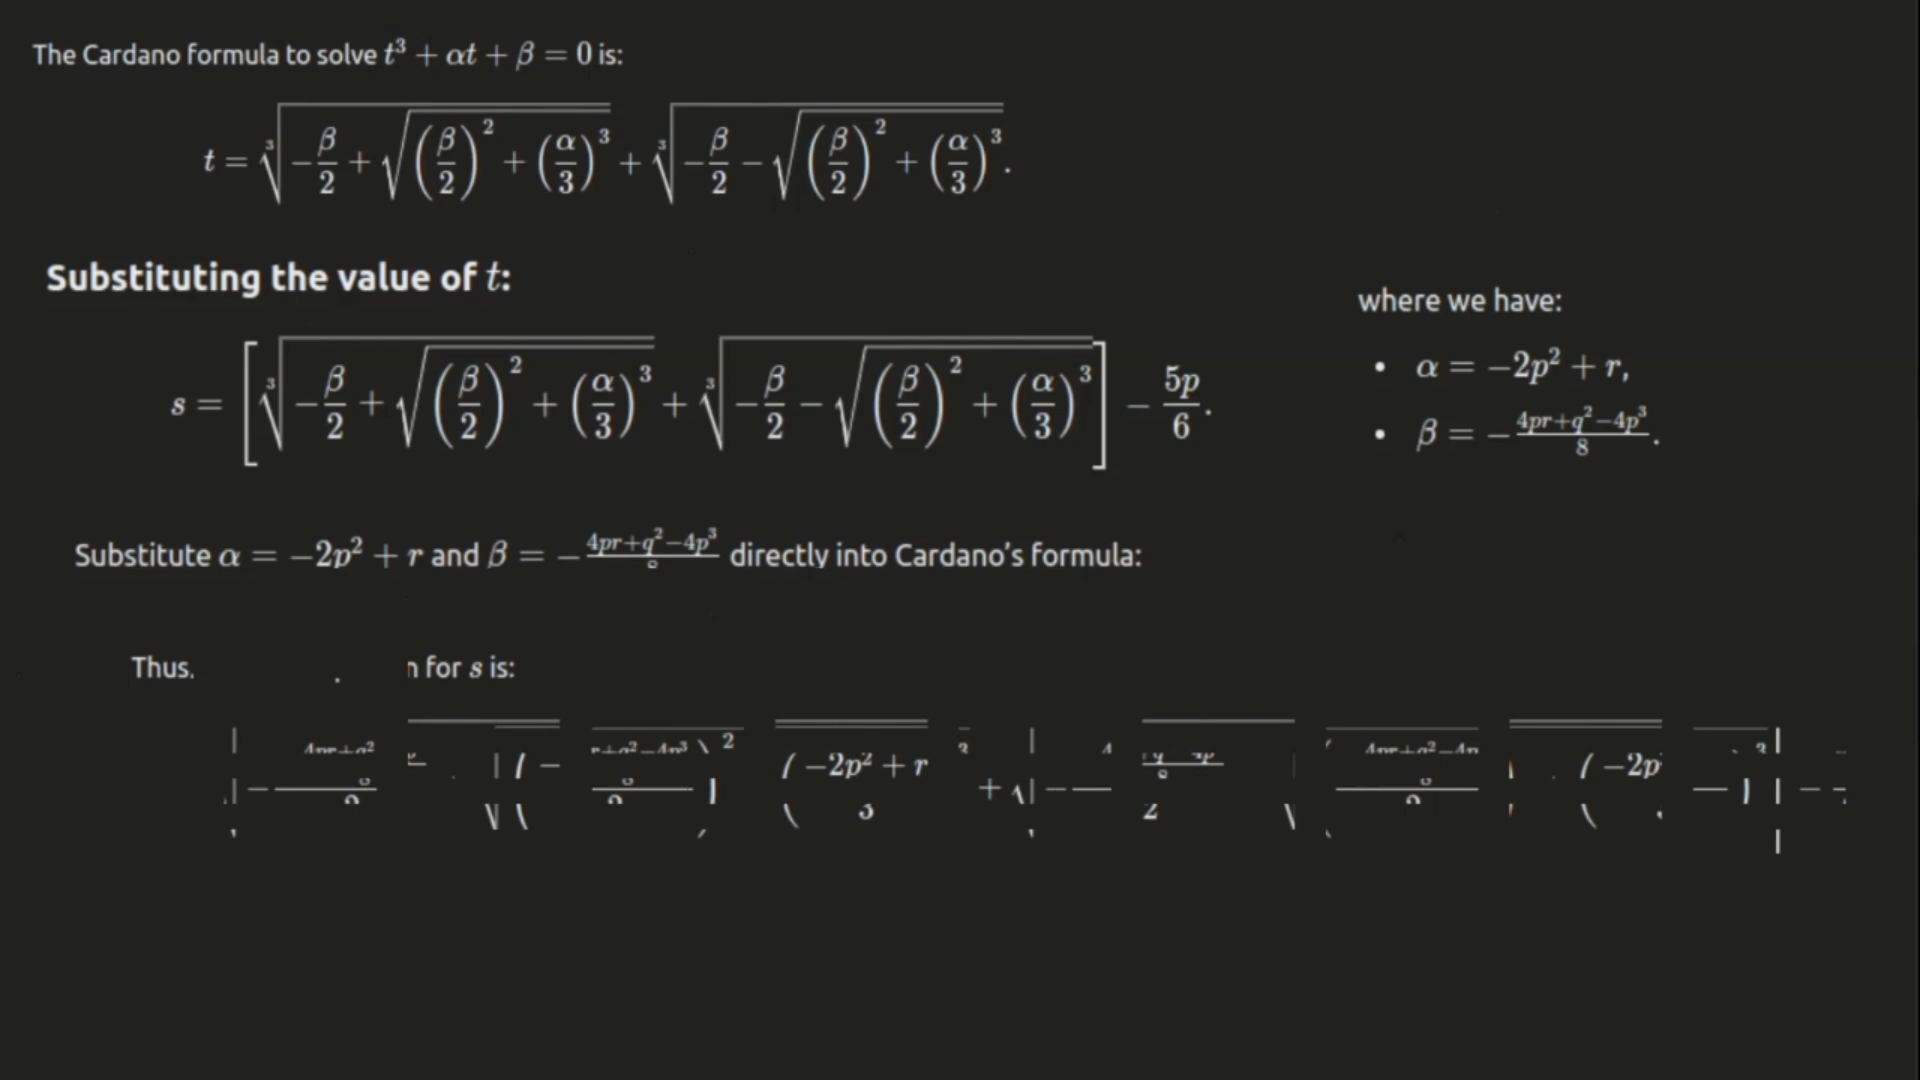 The Cardano formula to solve t³ + αt + β = 0 is:
t = ∛(−β/2 + √((β/2)² + (α/3)³)) + ∛(−β/2 − √((β/2)² + (α/3)³)).
Substituting the value of t:
where we have:
s = [∛(−β/2 + √((β/2)² + (α/3)³)) + ∛(−β/2 − √((β/2)² + (α/3)³))] − 5p/6.
• α = −2p² + r,
• β = −(4pr+q²−4p³)/8.
Substitute α = −2p² + r and β = −(4pr+q²−4p³)/8 directly into Cardano’s formula:
Thus, for s is: